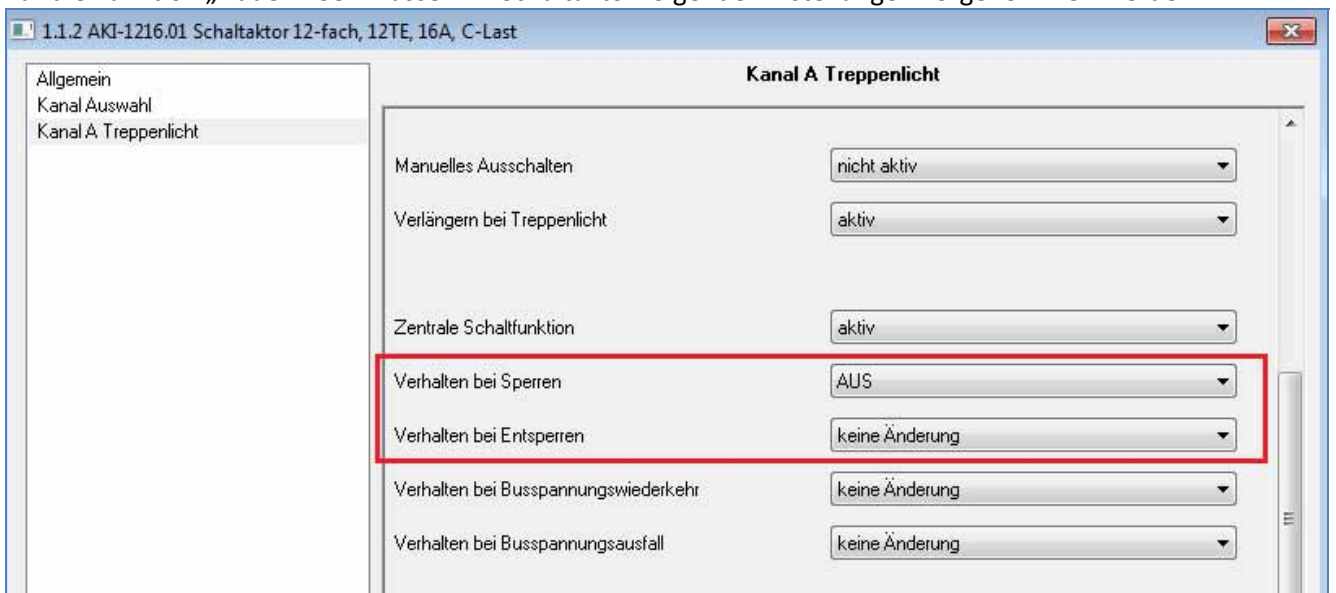 1.1.2 AKI-1216.01 Schaltaktor 12-fach, 12TE, 16A, C-Last
Allgemein
Kanal Auswahl
Kanal A Treppenlicht
Kanal A Treppenlicht
Manuelles Ausschalten nicht aktiv
Verlängern bei Treppenlicht aktiv
Zentrale Schaltfunktion aktiv
Verhalten bei Sperren AUS
Verhalten bei Entsperren keine Änderung
Verhalten bei Busspannungswiederkehr keine Änderung
Verhalten bei Busspannungsausfall keine Änderung